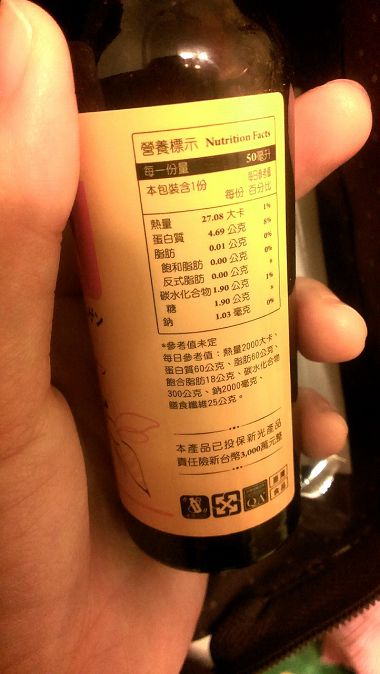 營養標示 Nutrition Facts
每一份量 50毫升
本包裝含1份
每份 每日參考值百分比
熱量 27.08 大卡 1%
蛋白質 4.69 公克 8%
脂肪 0.01 公克 0%
飽和脂肪 0.00 公克 0%
反式脂肪 0.00 公克 *
碳水化合物 1.90 公克 1%
糖 1.90 公克 *
鈉 1.03 毫克 0%
*參考值未定
每日參考值：熱量2000大卡、
蛋白質60公克、脂肪60公克、
飽合脂肪18公克、碳水化合物
300公克、鈉2000毫克、
膳食纖維25公克。
本產品已投保新光產品
責任險新台幣3,000萬元整